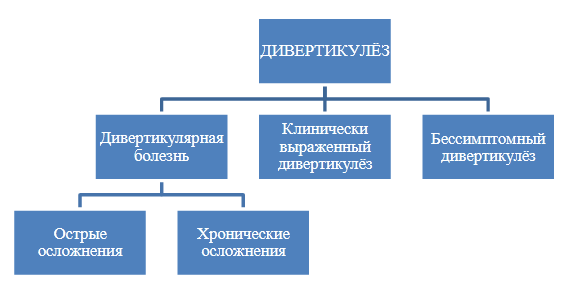 ДИВЕРТИКУЛЁЗ
Дивертикулярная
болезнь
Клинически
выраженный
дивертикулёз
Бессимптомный
дивертикулёз
Острые
осложнения
Хронические
осложнения